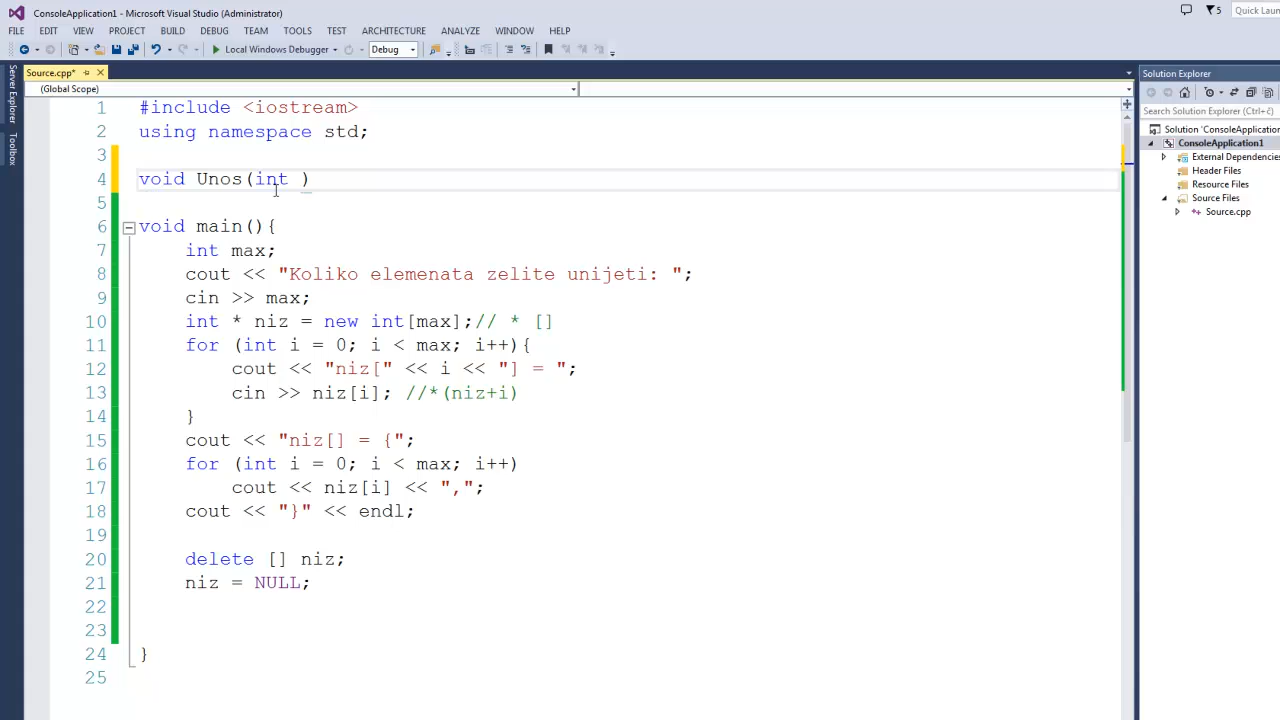 ConsoleApplication1 - Microsoft Visual Studio (Administrator)
5
Quick Laun
FILE EDIT VIEW PROJECT BUILD DEBUG TEAM TOOLS TEST ARCHITECTURE ANALYZE WINDOW HELP
Local Windows Debugger Debug
Server Explorer
Toolbox
Source.cpp*
(Global Scope)
1 #include <iostream>
2 using namespace std;
3
4 void Unos(int )
5
6 void main(){
7 int max;
8 cout << "Koliko elemenata zelite unijeti: ";
9 cin >> max;
10 int * niz = new int[max];// * []
11 for (int i = 0; i < max; i++){
12 cout << "niz[" << i << "] = ";
13 cin >> niz[i]; //*(niz+i)
14 }
15 cout << "niz[] = {";
16 for (int i = 0; i < max; i++)
17 cout << niz[i] << ",";
18 cout << "}" << endl;
19
20 delete [] niz;
21 niz = NULL;
22
23
24 }
25
Solution Explorer
Search Solution Explorer (Ctrl+č)
Solution 'ConsoleApplication
ConsoleApplication1
External Dependencies
Header Files
Resource Files
Source Files
Source.cpp